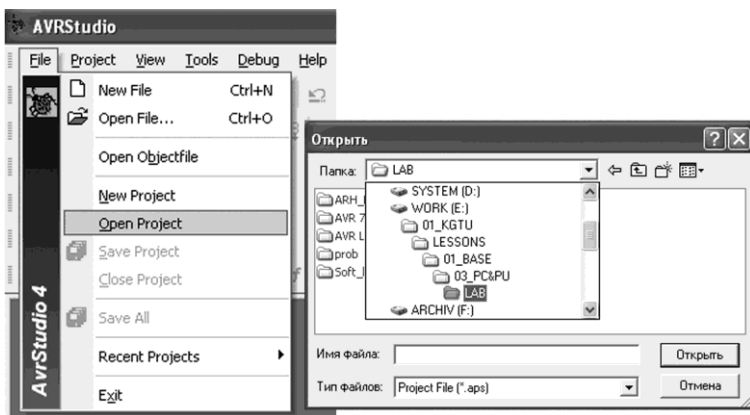 AVRStudio
File Project View Tools Debug Help
New File Ctrl+N
Open File... Ctrl+O
Open Objectfile
New Project
Open Project
Save Project
Close Project
Save All
Recent Projects
Exit
AvrStudio 4
Открыть
Папка: LAB
SYSTEM (D:)
WORK (E:)
01_KGTU
LESSONS
01_BASE
03_PC&PU
LAB
ARCHIV (F:)
ARH_
AVR 7
AVR L
prob
Soft_
Имя файла: Открыть
Тип файлов: Project File (*.aps) Отмена